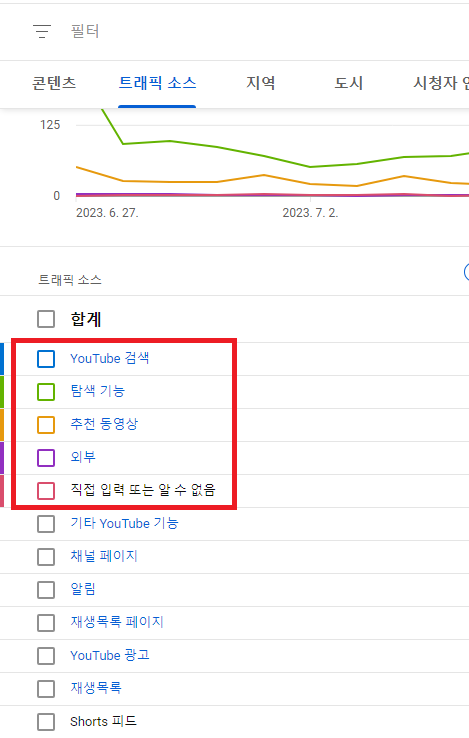 필터
콘텐츠 트래픽 소스 지역 도시 시청자 연
125
0
2023. 6. 27. 2023. 7. 2.
트래픽 소스
합계
YouTube 검색
탐색 기능
추천 동영상
외부
직접 입력 또는 알 수 없음
기타 YouTube 기능
채널 페이지
알림
재생목록 페이지
YouTube 광고
재생목록
Shorts 피드